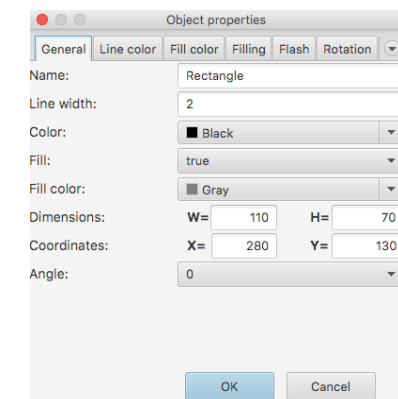 Object properties
General Line color Fill color Filling Flash Rotation
Name: Rectangle
Line width: 2
Color: Black
Fill: true
Fill color: Gray
Dimensions: W= 110 H= 70
Coordinates: X= 280 Y= 130
Angle: 0
OK Cancel